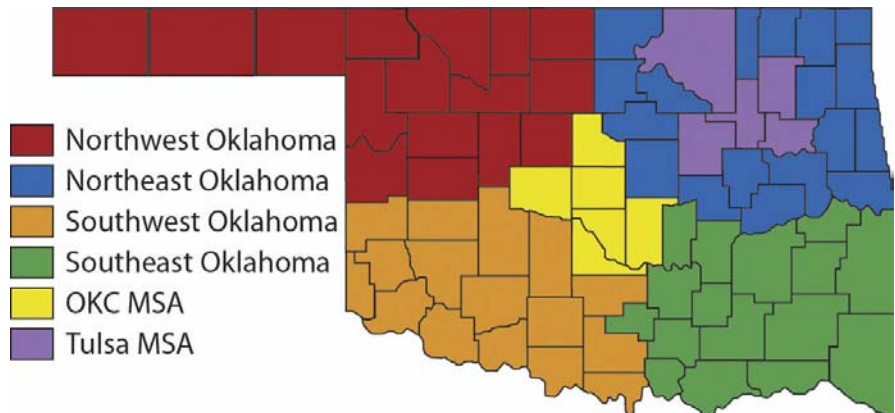 Northwest Oklahoma
Northeast Oklahoma
Southwest Oklahoma
Southeast Oklahoma
OKC MSA
Tulsa MSA